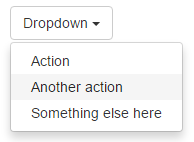 Dropdown
Action
Another action
Something else here